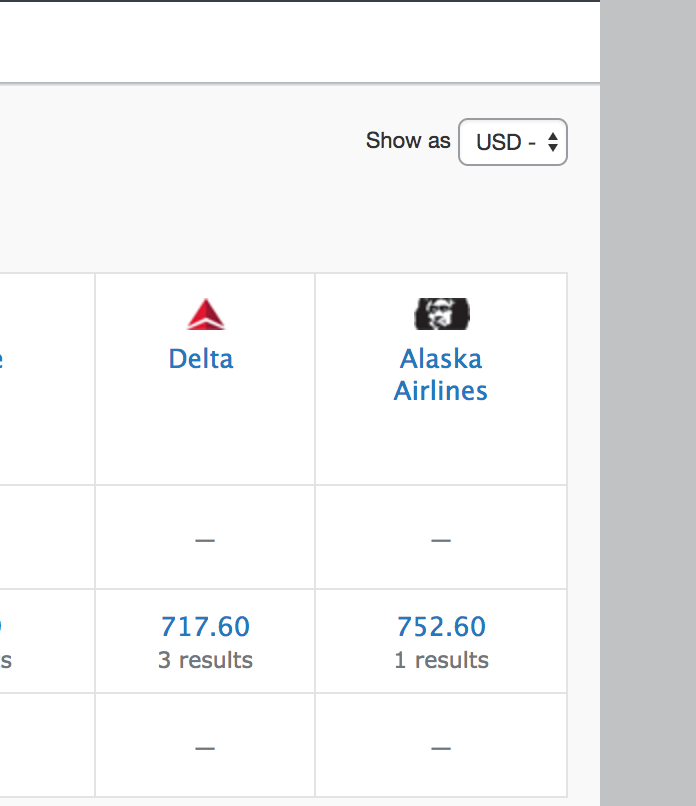 Show as USD -
Delta
Alaska
Airlines
—
—
717.60
752.60
3 results
1 results
—
—